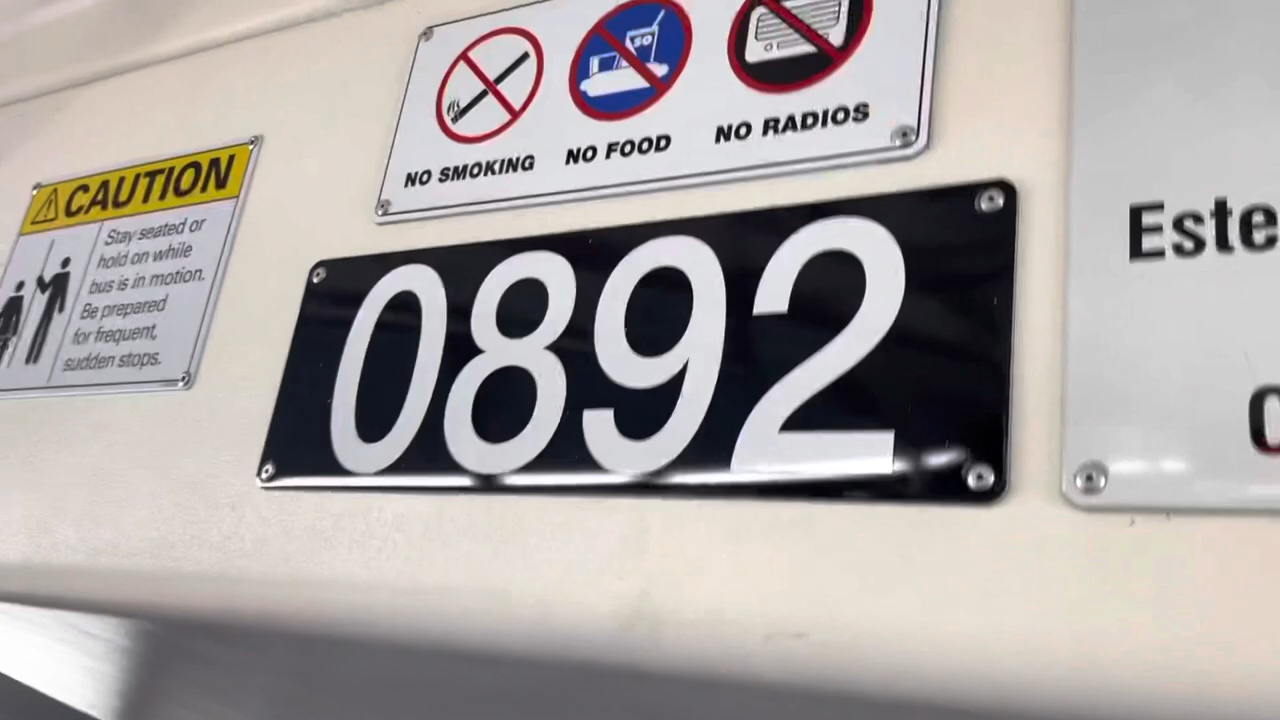 NO SMOKING
NO FOOD
NO RADIOS
CAUTION
Stay seated or
hold on while
bus is in motion.
Be prepared
for frequent,
sudden stops.
0892
Este